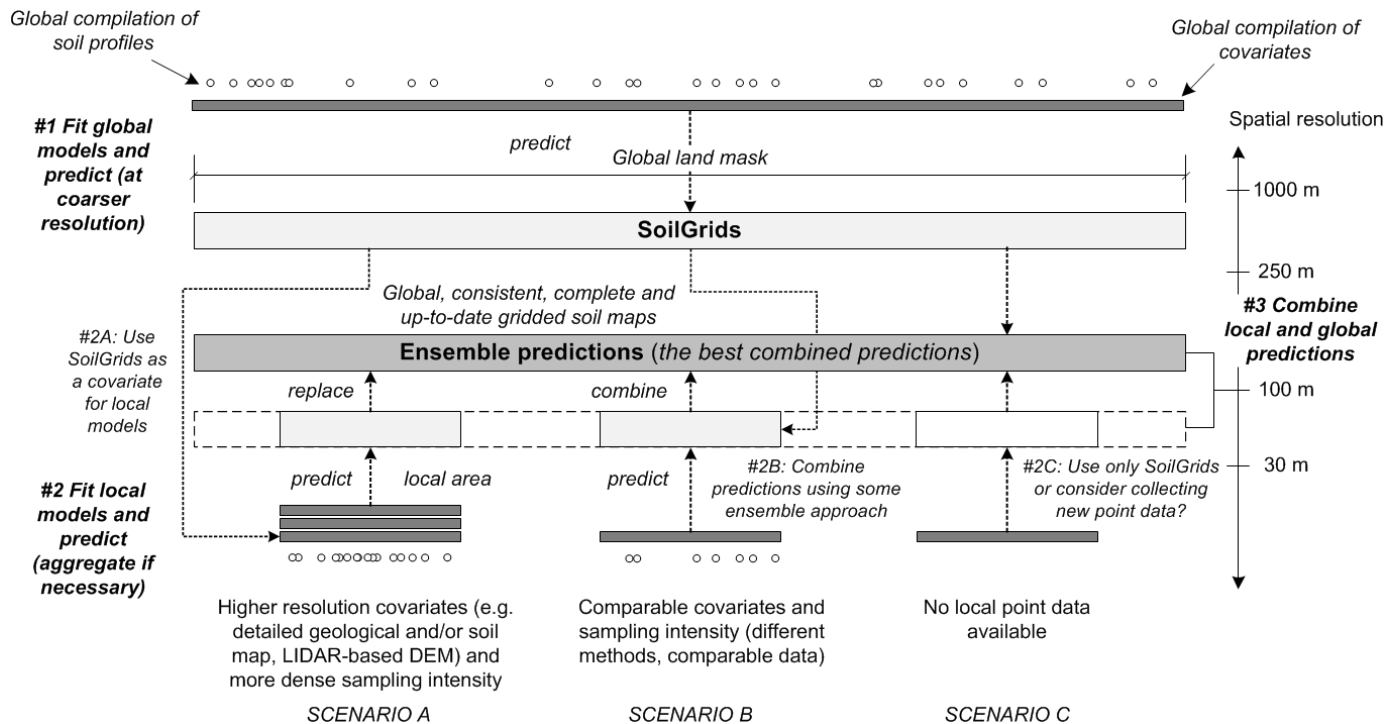 Global compilation of
soil profiles
Global compilation of
covariates
#1 Fit global
models and
predict (at
coarser
resolution)
predict
Global land mask
Spatial resolution
1000 m
SoilGrids
250 m
Global, consistent, complete and
up-to-date gridded soil maps
#3 Combine
local and global
predictions
#2A: Use
SoilGrids as
a covariate
for local
models
Ensemble predictions (the best combined predictions)
replace
combine
100 m
predict
local area
predict
#2B: Combine
predictions using some
ensemble approach
#2C: Use only SoilGrids
or consider collecting
new point data?
30 m
#2 Fit local
models and
predict
(aggregate if
necessary)
Higher resolution covariates (e.g.
detailed geological and/or soil
map, LIDAR-based DEM) and
more dense sampling intensity
Comparable covariates and
sampling intensity (different
methods, comparable data)
No local point data
available
SCENARIO A
SCENARIO B
SCENARIO C